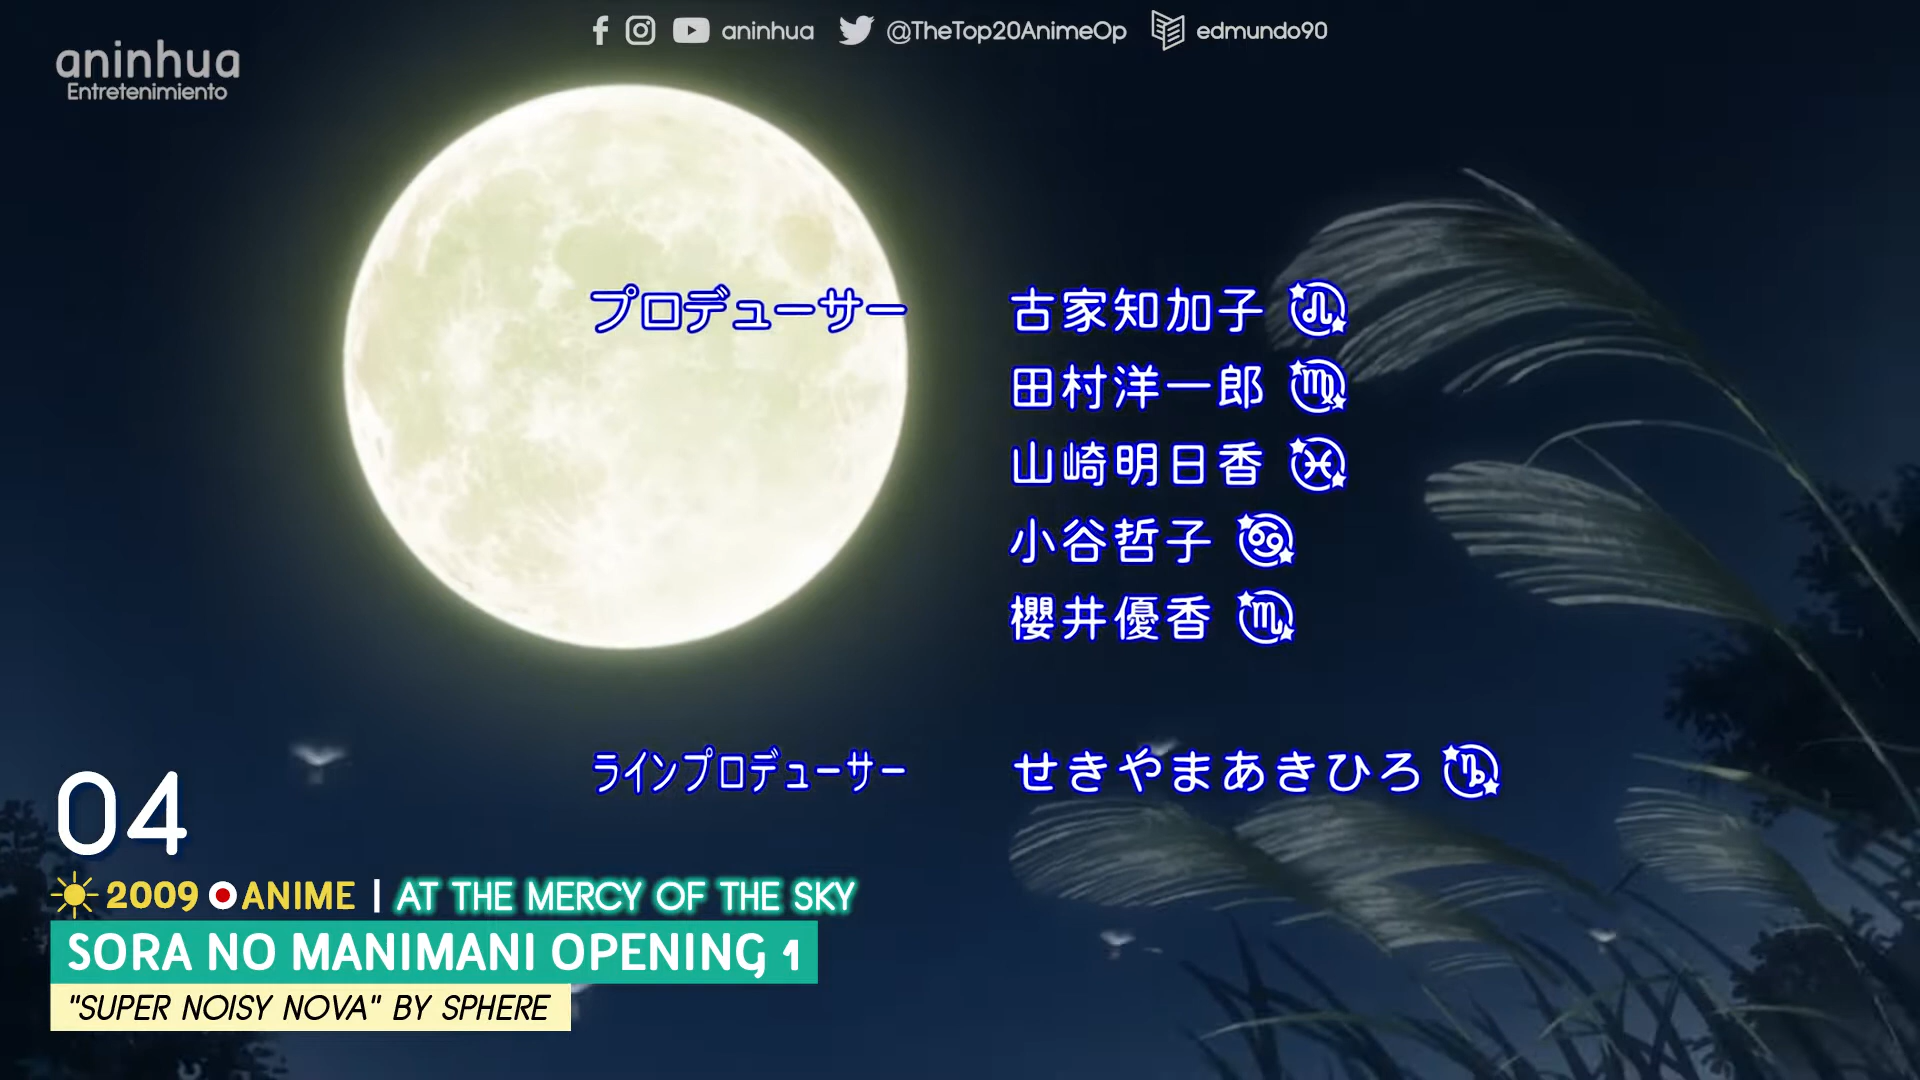 aninhua
Entretenimiento
aninhua @TheTop20AnimeOp edmundo90
プロデューサー 古家知加子
田村洋一郎
山崎明日香
小谷哲子
櫻井優香
ラインプロデューサー せきやまあきひろ
04
2009 ANIME | AT THE MERCY OF THE SKY
SORA NO MANIMANI OPENING 1
"SUPER NOISY NOVA" BY SPHERE